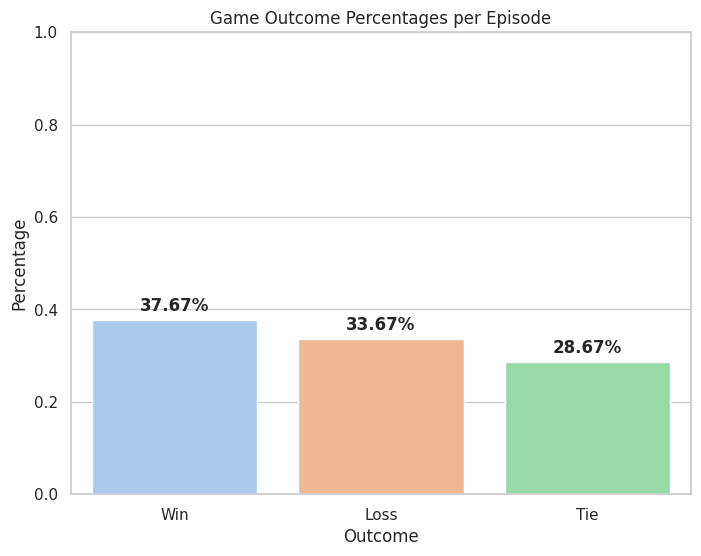 Game Outcome Percentages per Episode
Percentage
1.0
0.8
0.6
0.4
0.2
0.0
37.67%
33.67%
28.67%
Win Loss Tie
Outcome